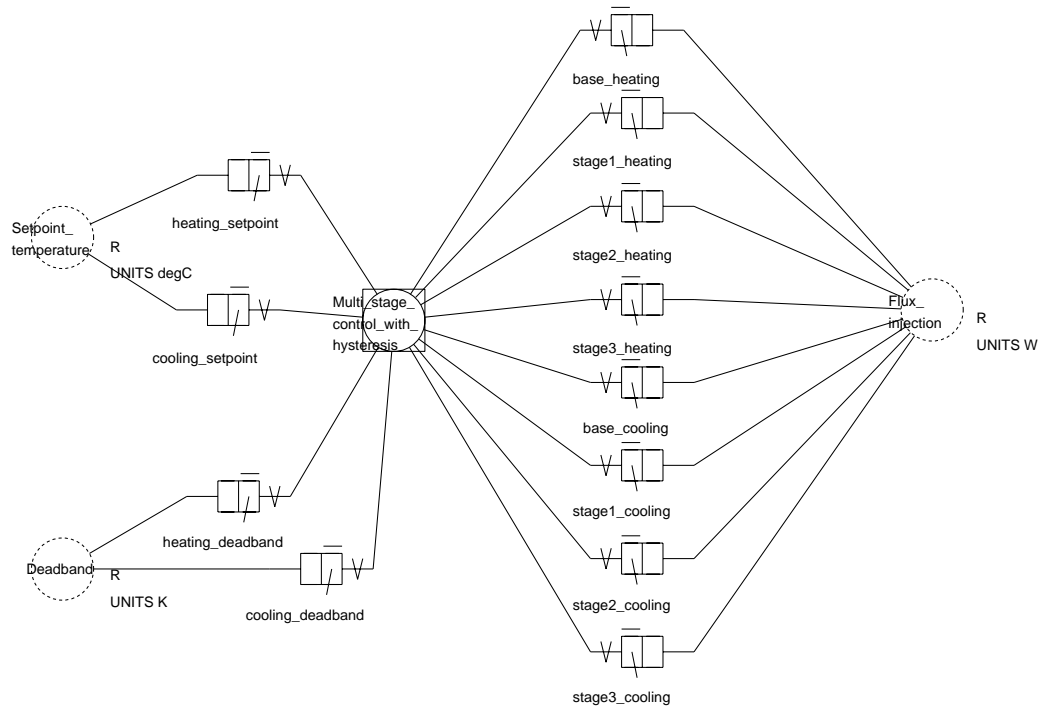 base_heating
stage1_heating
heating_setpoint
Setpoint_
temperature
R
UNITS degC
stage2_heating
Multi_stage_
control_with_
hysteresis
Flux_
injection
R
UNITS W
cooling_setpoint
stage3_heating
base_cooling
stage1_cooling
heating_deadband
Deadband
R
UNITS K
cooling_deadband
stage2_cooling
stage3_cooling